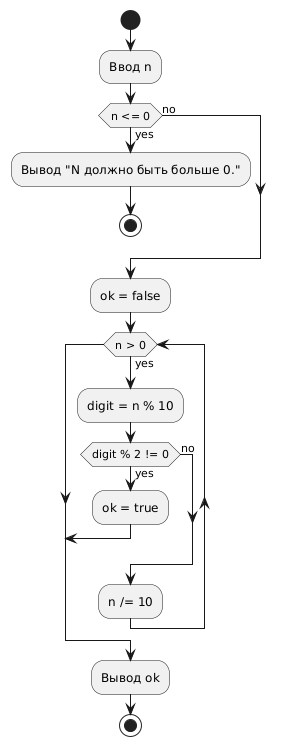 Ввод n
n <= 0
no
yes
Вывод "N должно быть больше 0."
ok = false
n > 0
yes
digit = n % 10
digit % 2 != 0
no
yes
ok = true
n /= 10
Вывод ok